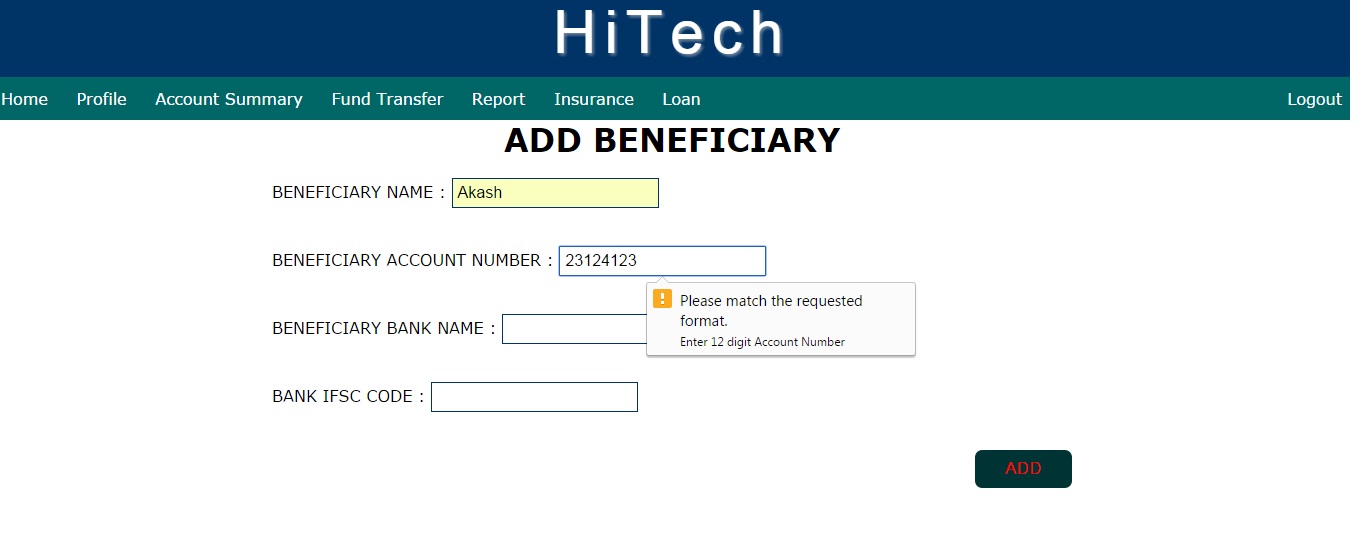 HiTech
Home Profile Account Summary Fund Transfer Report Insurance Loan Logout
ADD BENEFICIARY
BENEFICIARY NAME : Akash
BENEFICIARY ACCOUNT NUMBER : 23124123
Please match the requested
format.
Enter 12 digit Account Number
BENEFICIARY BANK NAME :
BANK IFSC CODE :
ADD